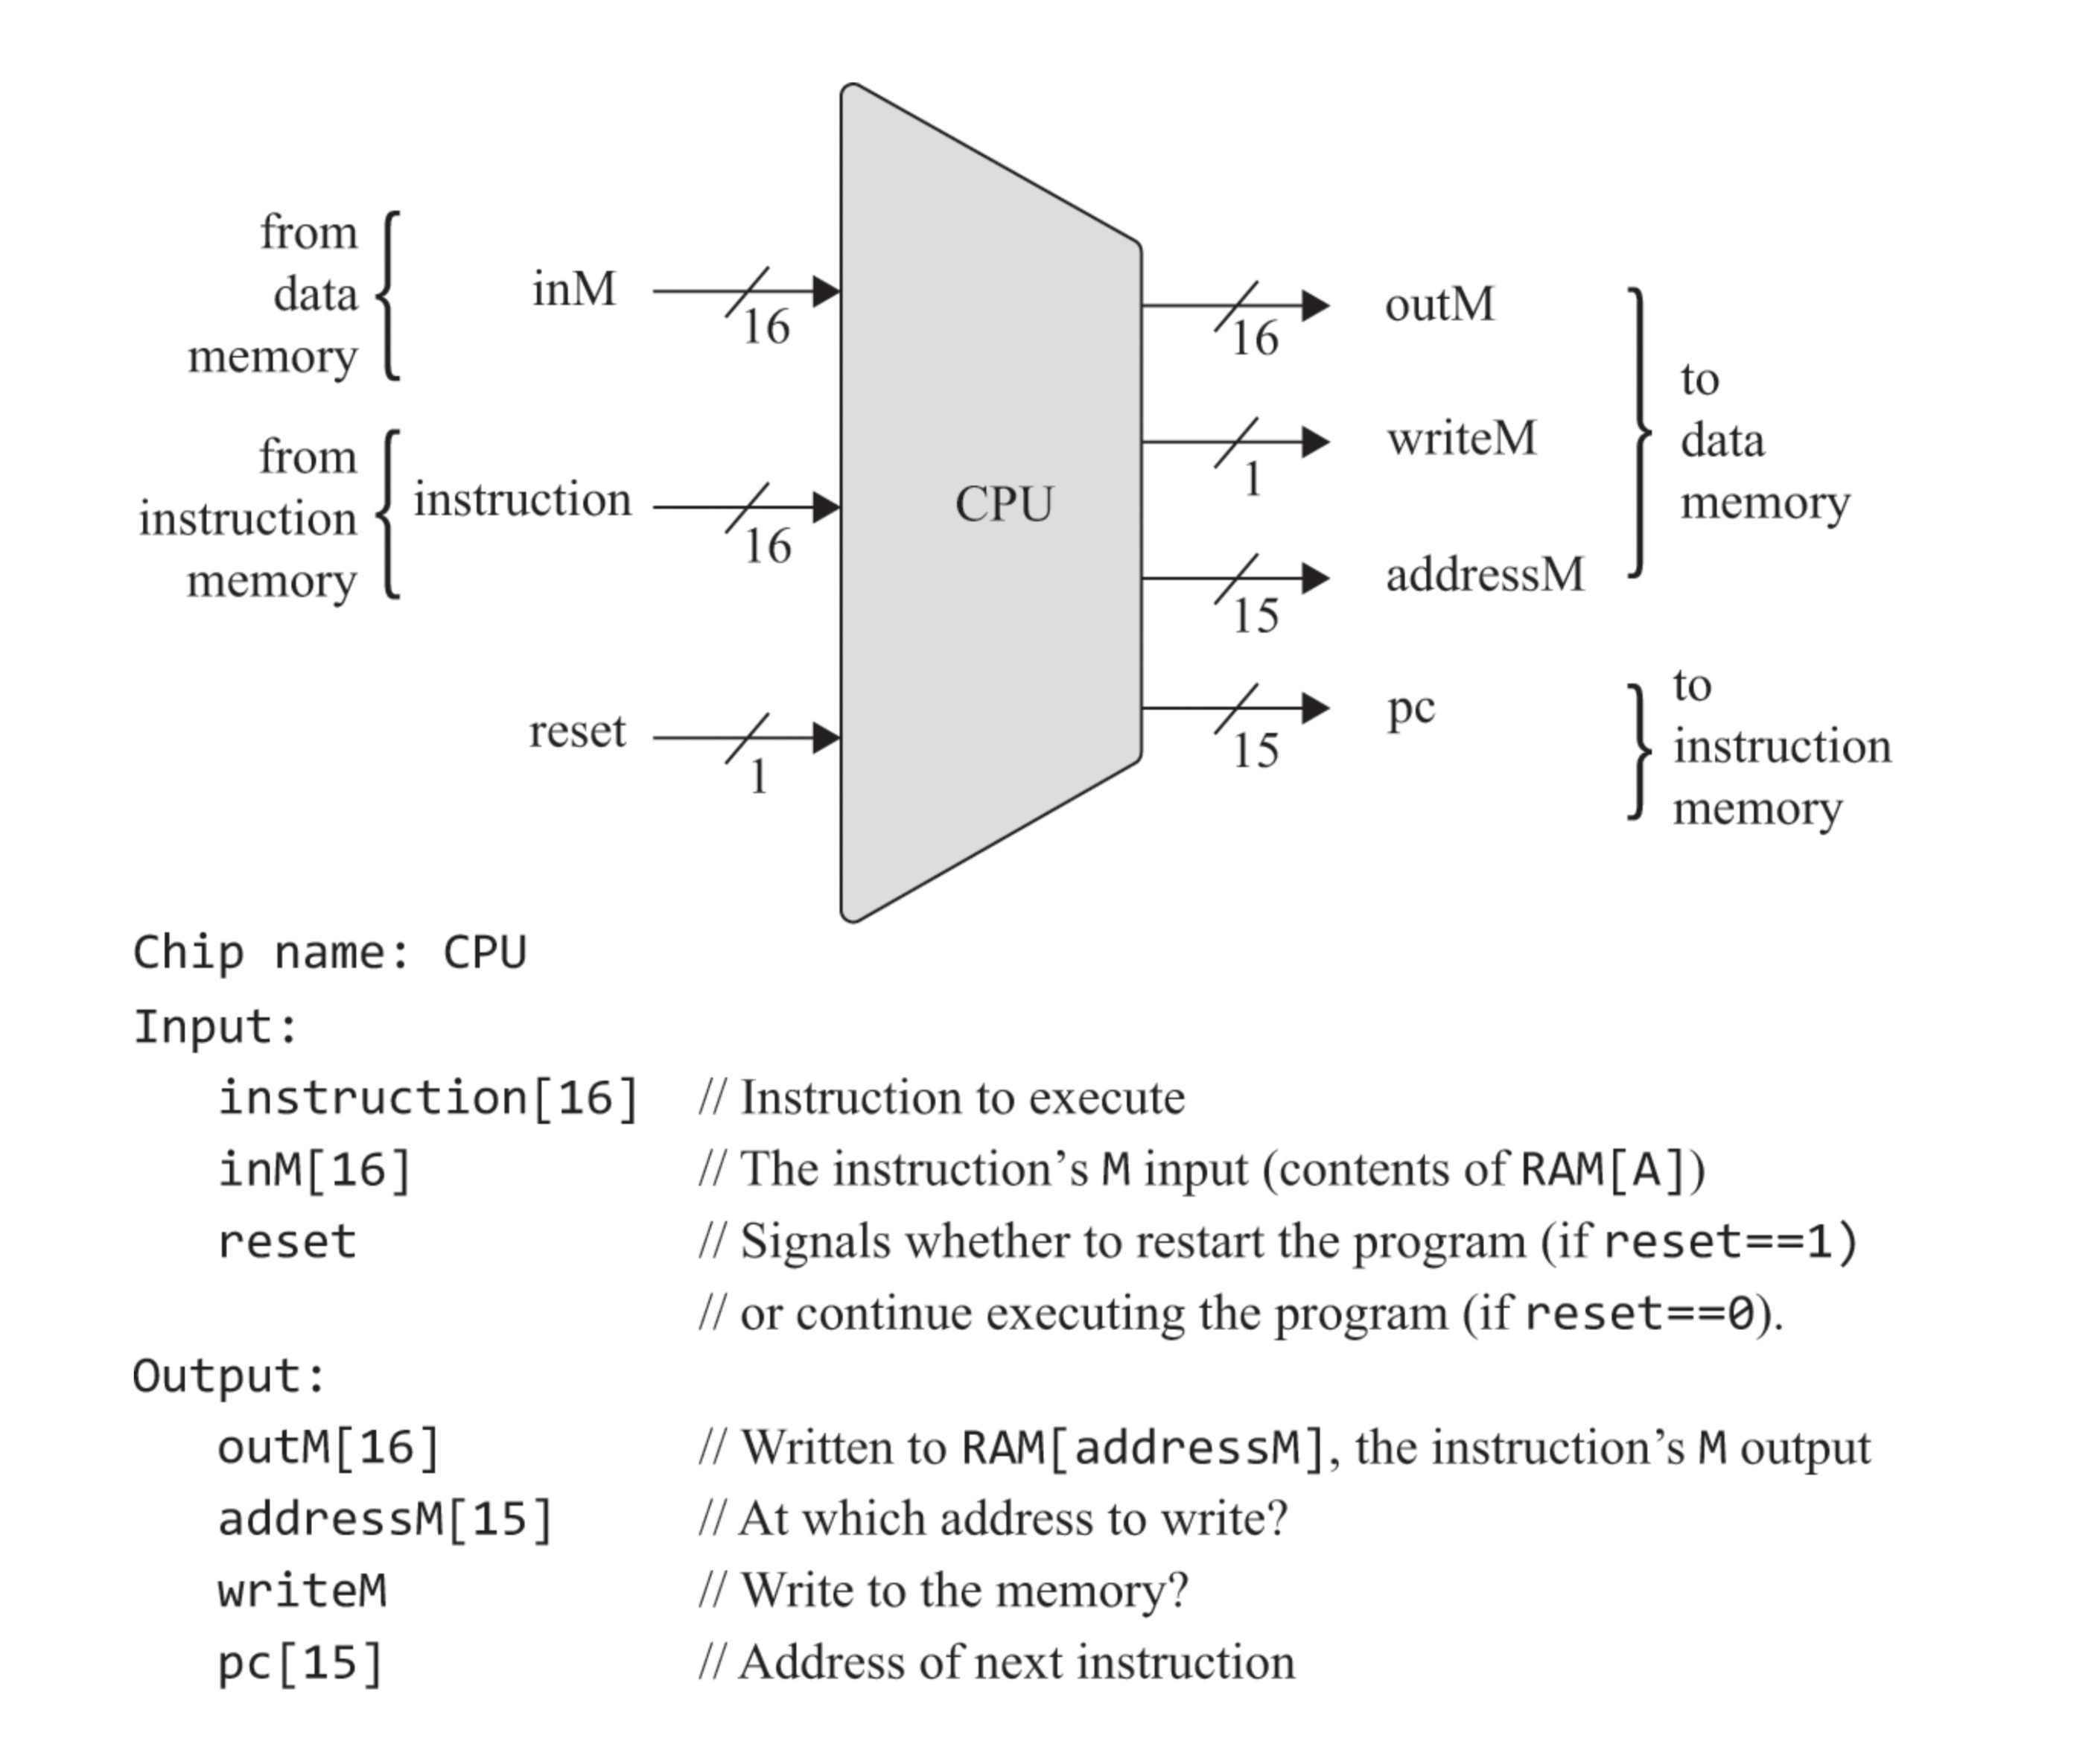 from
data
memory
inM
16
from
instruction
memory
instruction
16
reset
1
CPU
16
outM
1
writeM
15
addressM
to
data
memory
15
pc
to
instruction
memory
Chip name: CPU
Input:
instruction[16] // Instruction to execute
inM[16] // The instruction’s M input (contents of RAM[A])
reset // Signals whether to restart the program (if reset==1)
// or continue executing the program (if reset==0).
Output:
outM[16] // Written to RAM[addressM], the instruction’s M output
addressM[15] // At which address to write?
writeM // Write to the memory?
pc[15] // Address of next instruction